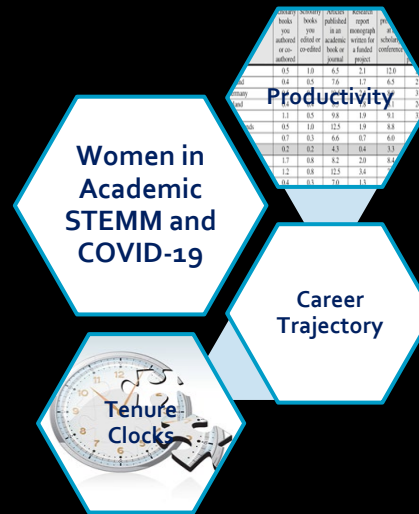 scholarly books you authored or co-authored
books you edited or co-edited
Articles published in an academic book or journal
Research report monograph written for a funded project
scholarly conference
0.5 1.0 6.5 2.1 12.0
0.4 0.5 7.6 1.7 6.5
Productivity
1.1 0.5 9.8 1.9 9.1
0.5 1.0 12.5 1.9 8.8
0.7 0.3 6.6 0.7 6.0
0.2 0.2 4.3 0.4 3.3
1.7 0.8 8.2 2.0 8.4
1.2 0.8 12.5 3.4
0.4 0.3 7.0 1.3
Women in
Academic
STEMM and
COVID-19
Career
Trajectory
Tenure
Clocks